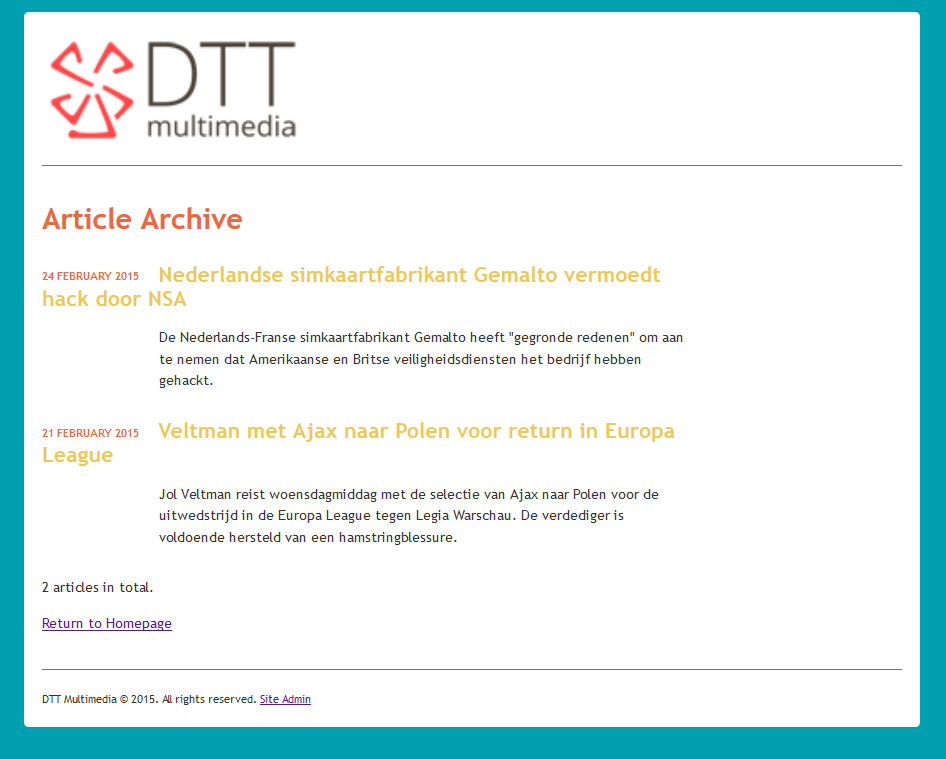 DTT
multimedia
Article Archive
24 FEBRUARY 2015 Nederlandse simkaartfabrikant Gemalto vermoedt
hack door NSA
De Nederlands-Franse simkaartfabrikant Gemalto heeft "gegronde redenen" om aan
te nemen dat Amerikaanse en Britse veiligheidsdiensten het bedrijf hebben
gehackt.
21 FEBRUARY 2015 Veltman met Ajax naar Polen voor return in Europa
League
Jol Veltman reist woensdagmiddag met de selectie van Ajax naar Polen voor de
uitwedstrijd in de Europa League tegen Legia Warschau. De verdediger is
voldoende hersteld van een hamstringblessure.
2 articles in total.
Return to Homepage
DTT Multimedia © 2015. All rights reserved. Site Admin